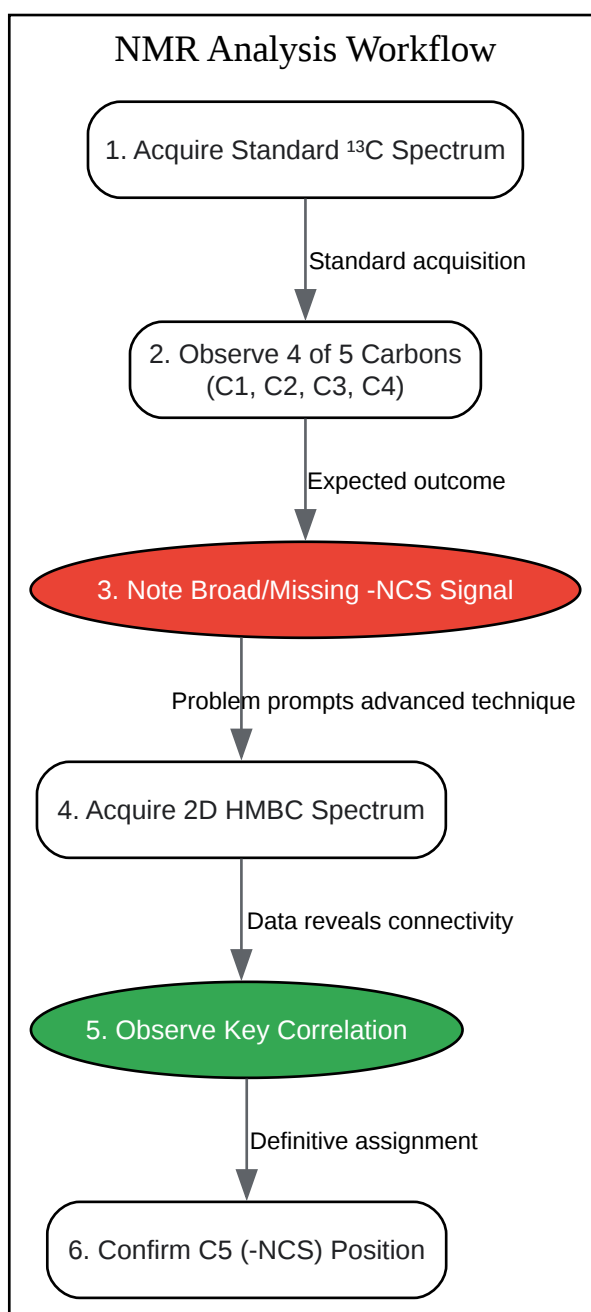 NMR Analysis Workflow
1. Acquire Standard ¹³C Spectrum
Standard acquisition
2. Observe 4 of 5 Carbons
(C1, C2, C3, C4)
Expected outcome
3. Note Broad/Missing -NCS Signal
Problem prompts advanced technique
4. Acquire 2D HMBC Spectrum
Data reveals connectivity
5. Observe Key Correlation
Definitive assignment
6. Confirm C5 (-NCS) Position